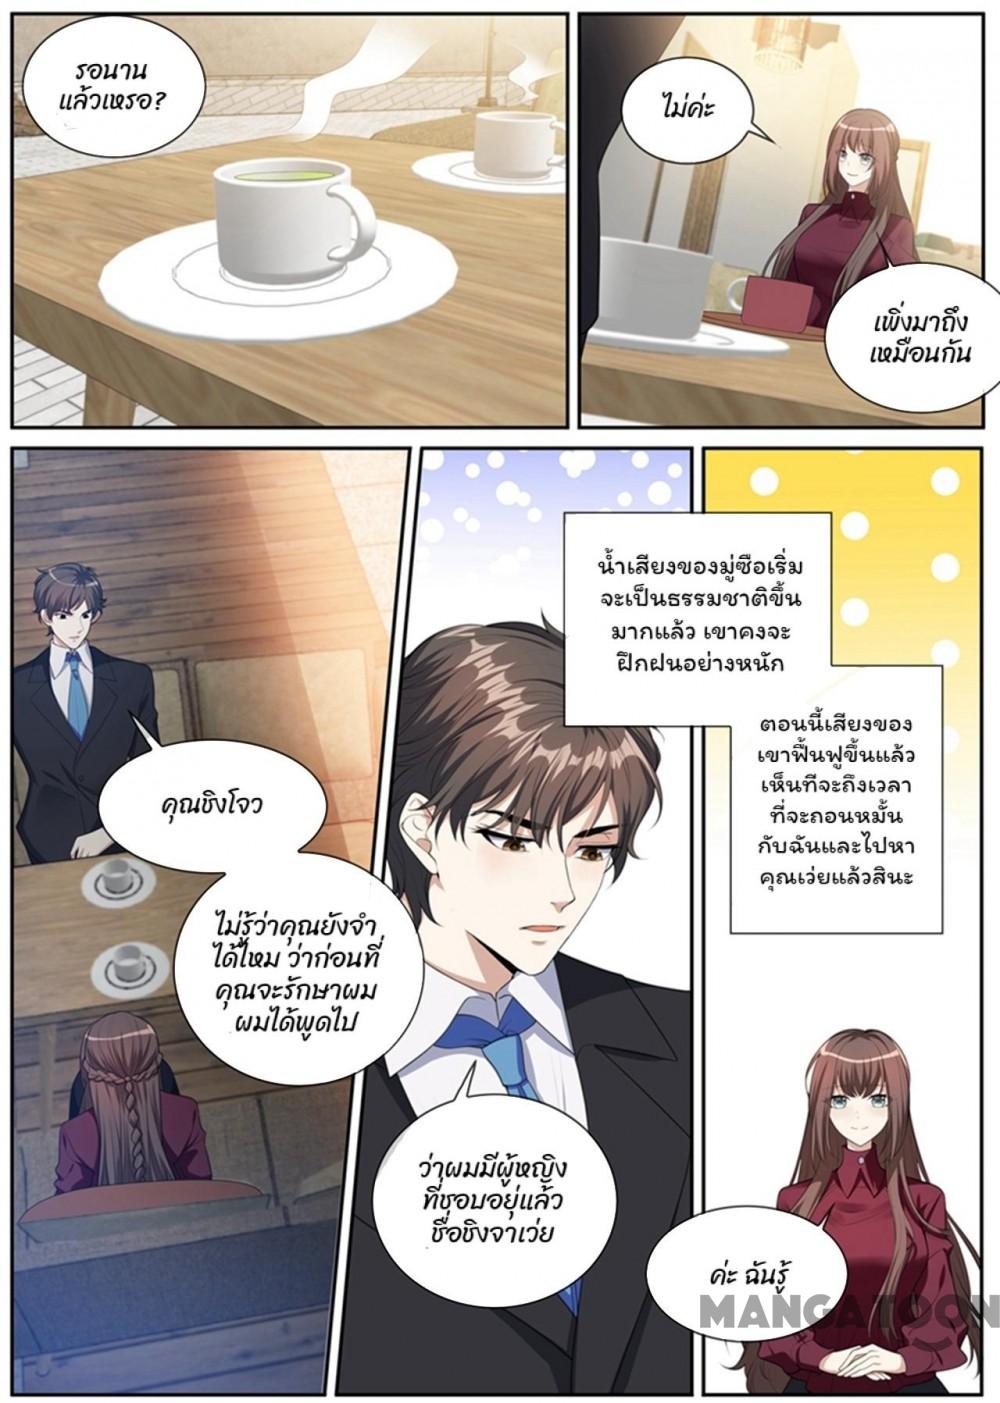 รอนาน
แล้วเหรอ?
ไม่ค่ะ
เพิ่งมาถึง
เหมือนกัน
คุณชิงโจว
ไม่รู้ว่าคุณยังจำ
ได้ไหม ว่าก่อนที่
คุณจะรักษาผม
ผมได้พูดไป
ว่าผมมีผู้หญิง
ที่ชอบอยู่แล้ว
ชื่อชิงจาเว่ย
น้ำเสียงของมู่ซือเริ่ม
จะเป็นธรรมชาติขึ้น
มากแล้ว เขาคงจะ
ฝึกฝนอย่างหนัก
ตอนนี้เสียงของ
เขาฟื้นฟูขึ้นแล้ว
เห็นทีจะถึงเวลา
ที่จะถอนหมั้น
กับฉันและไปหา
คุณเว่ยแล้วสินะ
ค่ะ ฉันรู้
MANGATOON